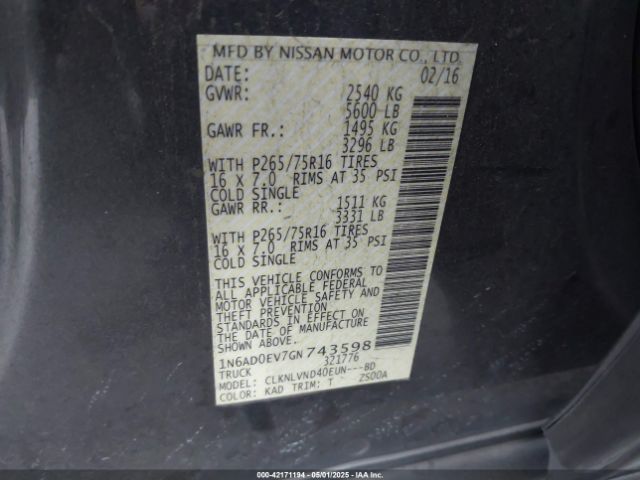 MFD BY NISSAN MOTOR CO., LTD.
DATE: 02/16
GVWR: 2540 KG
5600 LB
GAWR FR.: 1495 KG
3296 LB
WITH P265/75R16 TIRES
16 X 7.0 RIMS AT 35 PSI
COLD SINGLE
GAWR RR.: 1511 KG
3331 LB
WITH P265/75R16 TIRES
16 X 7.0 RIMS AT 35 PSI
COLD SINGLE
THIS VEHICLE CONFORMS TO
ALL APPLICABLE FEDERAL
MOTOR VEHICLE SAFETY AND
THEFT PREVENTION
STANDARDS IN EFFECT ON
THE DATE OF MANUFACTURE
SHOWN ABOVE.
1N6AD0EV7GN743598
TRUCK 321776
MODEL: CLKNLVND40EUN---BD
COLOR: KAD TRIM: T ZS00A
000-42171194 - 05/01/2025 - IAA Inc.